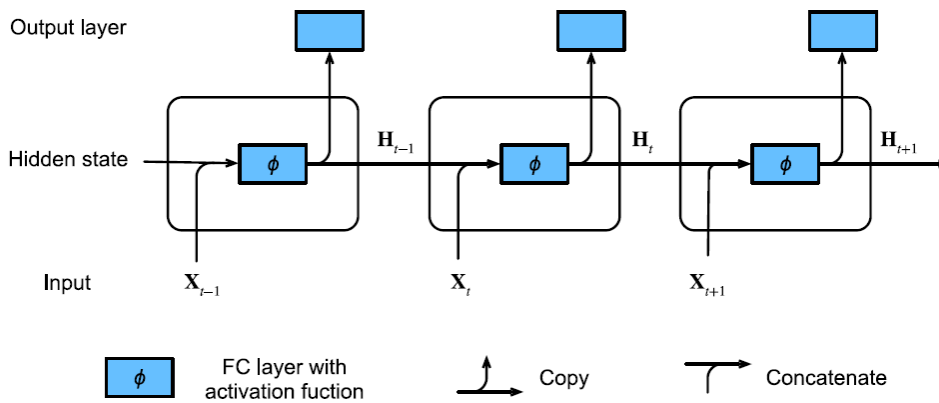 Output layer
Hidden state
ϕ
H_{t−1}
ϕ
H_t
ϕ
H_{t+1}
Input
X_{t−1}
X_t
X_{t+1}
ϕ
FC layer with
activation fuction
Copy
Concatenate